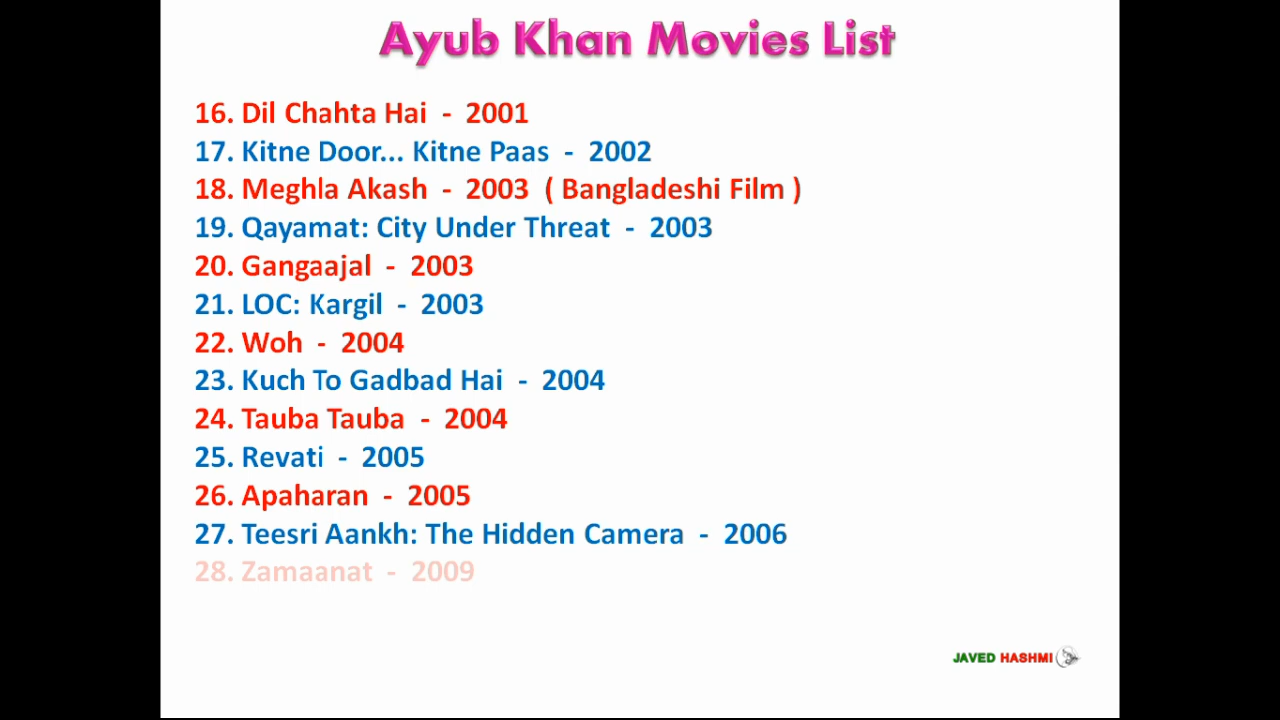 Ayub Khan Movies List
16. Dil Chahta Hai - 2001
17. Kitne Door... Kitne Paas - 2002
18. Meghla Akash - 2003 ( Bangladeshi Film )
19. Qayamat: City Under Threat - 2003
20. Gangaajal - 2003
21. LOC: Kargil - 2003
22. Woh - 2004
23. Kuch To Gadbad Hai - 2004
24. Tauba Tauba - 2004
25. Revati - 2005
26. Apaharan - 2005
27. Teesri Aankh: The Hidden Camera - 2006
28. Zamaanat - 2009
JAVED HASHMI